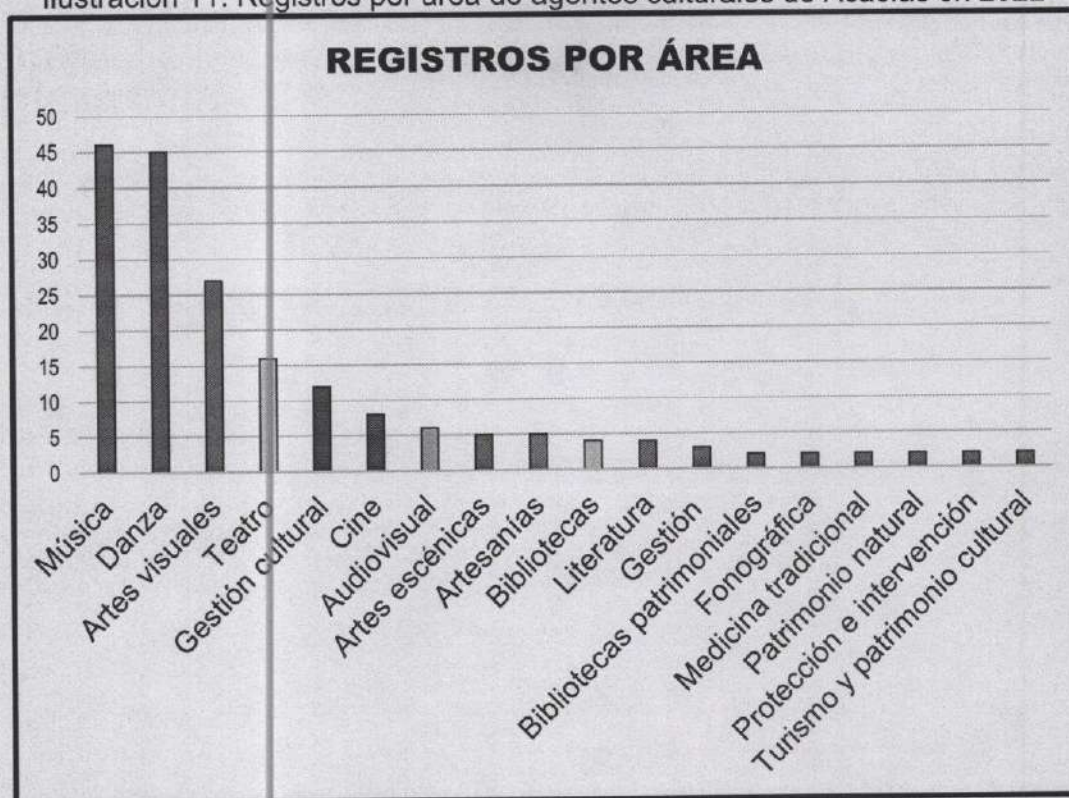 REGISTROS POR ÁREA
50
45
40
35
30
25
20
15
10
5
0
Música
Danza
Artes visuales
Teatro
Gestión cultural
Cine
Audiovisual
Artes escénicas
Artesanías
Bibliotecas
Literatura
Gestión
Bibliotecas patrimoniales
Fonográfica
Medicina tradicional
Patrimonio natural
Protección e intervención
Turismo y patrimonio cultural